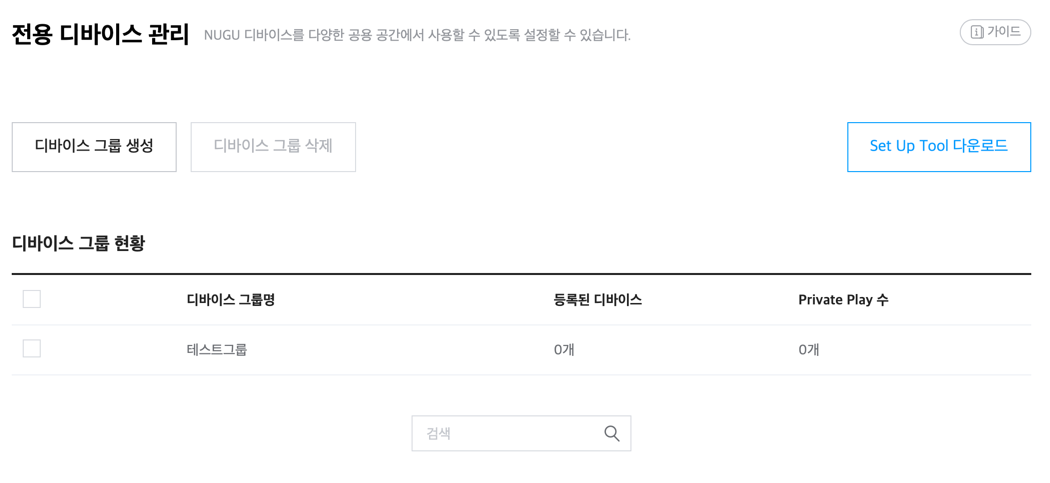 전용 디바이스 관리 NUGU 디바이스를 다양한 공용 공간에서 사용할 수 있도록 설정할 수 있습니다. 가이드
디바이스 그룹 생성 디바이스 그룹 삭제 Set Up Tool 다운로드
디바이스 그룹 현황
디바이스 그룹명 등록된 디바이스 Private Play 수
테스트그룹 0개 0개
검색